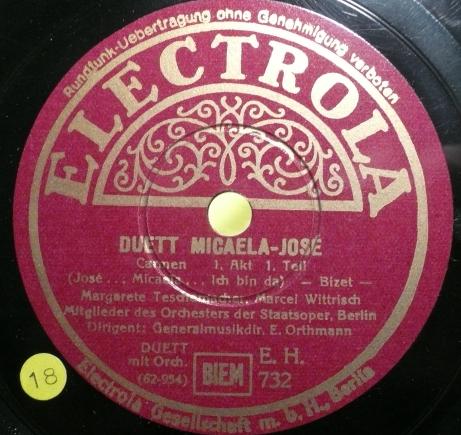 Rundfunk-Uebertragung ohne Genehmigung verboten
ELECTROLA
DUETT MICAELA-JOSÉ
Carmen 1. Akt 1. Teil
(José... Micaela... Ich bin da) - Bizet -
Margarete Teschemacher, Marcel Wittrisch
Mitglieder des Orchesters der Staatsoper, Berlin
Dirigent: Generalmusikdir. E. Orthmann
DUETT
mit Orch.
(62-954)
BIEM
E. H.
732
18
Electrola Gesellschaft m. b. H., Berlin